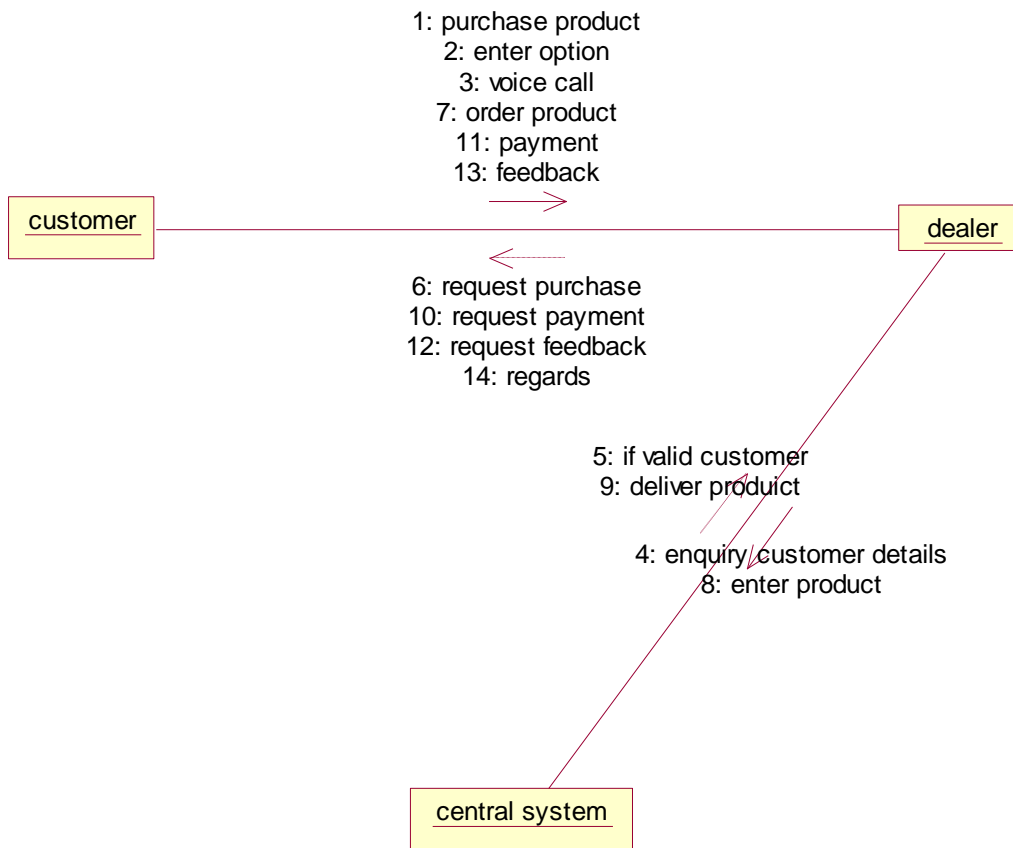 1: purchase product
2: enter option
3: voice call
7: order product
11: payment
13: feedback
customer
dealer
6: request purchase
10: request payment
12: request feedback
14: regards
5: if valid customer
9: deliver produict
4: enquiry customer details
8: enter product
central system